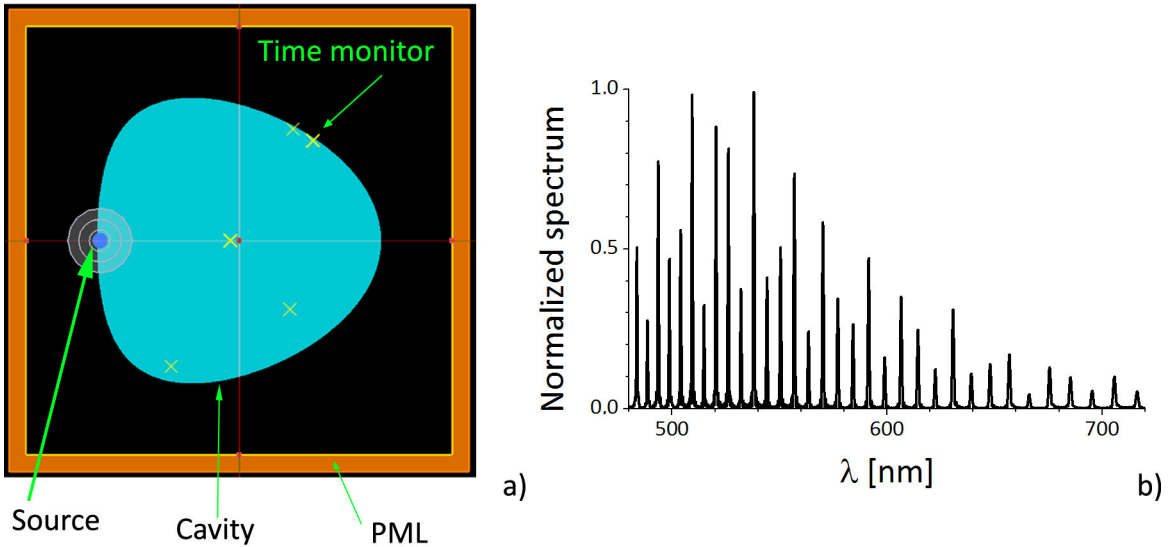 Time monitor
Source
Cavity
PML
a)
Normalized spectrum
1.0
0.5
0.0
500
600
700
λ [nm]
b)